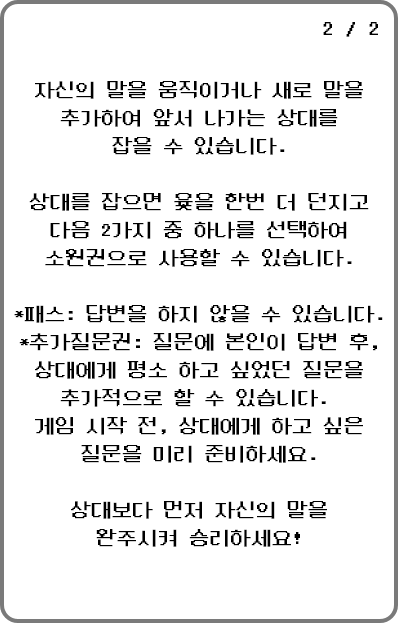 2 / 2
자신의 말을 움직이거나 새로 말을
추가하여 앞서 나가는 상대를
잡을 수 있습니다.
상대를 잡으면 윷을 한번 더 던지고
다음 2가지 중 하나를 선택하여
소원권으로 사용할 수 있습니다.
*패스: 답변을 하지 않을 수 있습니다.
*추가질문권: 질문에 본인이 답변 후,
상대에게 평소 하고 싶었던 질문을
추가적으로 할 수 있습니다.
게임 시작 전, 상대에게 하고 싶은
질문을 미리 준비하세요.
상대보다 먼저 자신의 말을
완주시켜 승리하세요!